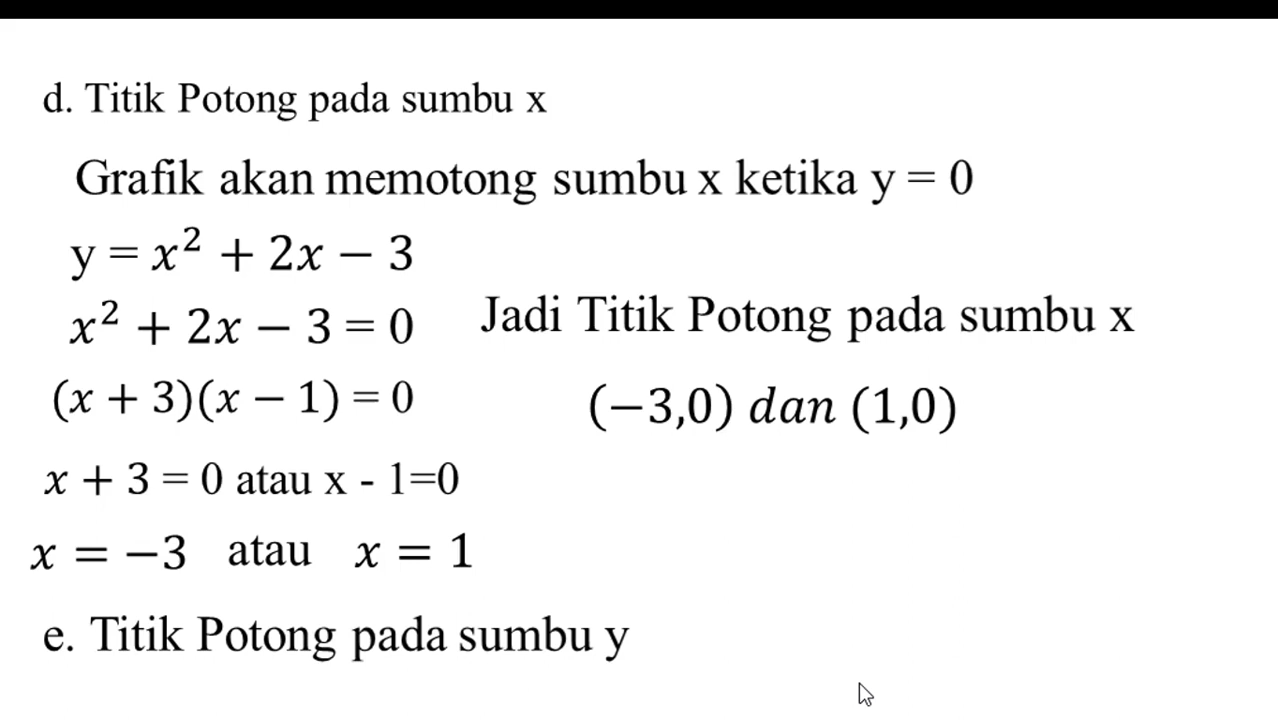 d. Titik Potong pada sumbu x
Grafik akan memotong sumbu x ketika y = 0
y = x² + 2x − 3
x² + 2x − 3 = 0
(x + 3)(x − 1) = 0
x + 3 = 0 atau x - 1=0
x = −3 atau x = 1
Jadi Titik Potong pada sumbu x
(−3,0) dan (1,0)
e. Titik Potong pada sumbu y